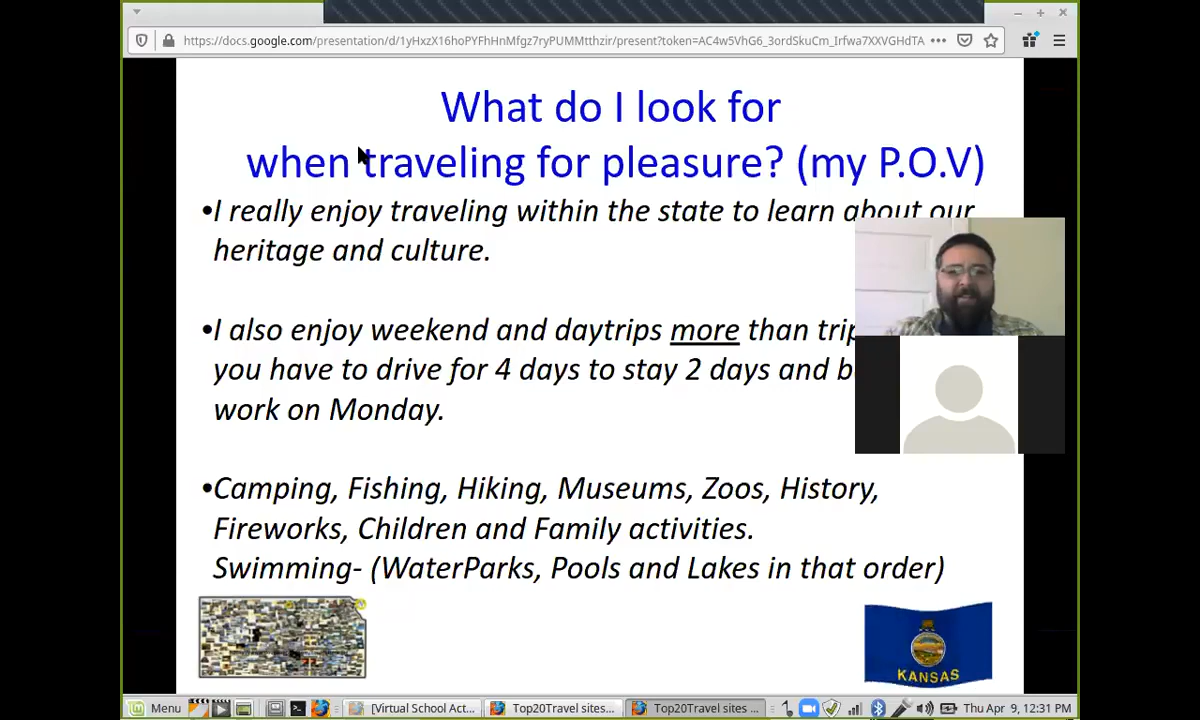 https://docs.google.com/presentation/d/1yHxzX16hoPYFhHnMfgz7ryPUMMtthzir/present?token=AC4w5VhG6_3ordSkuCm_Irfwa7XXVGHdTA
What do I look for
when traveling for pleasure? (my P.O.V)
•I really enjoy traveling within the state to learn about our
heritage and culture.
•I also enjoy weekend and daytrips more than
you have to drive for 4 days to stay 2 days and
work on Monday.
•Camping, Fishing, Hiking, Museums, Zoos, History,
Fireworks, Children and Family activities.
Swimming- (WaterParks, Pools and Lakes in that order)
KANSAS
Menu [Virtual School Act... Top20Travel sites... Top20Travel sites ... Thu Apr 9, 12:31 PM